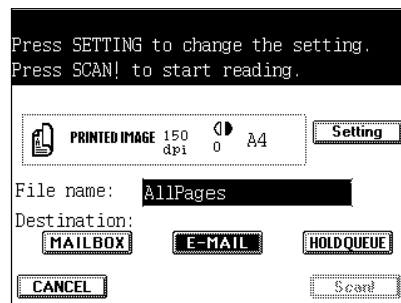 Press SETTING to change the setting.
Press SCAN! to start reading.
PRINTED IMAGE 150 dpi 0 A4 Setting
File name: AllPages
Destination:
MAILBOX E-MAIL HOLD QUEUE
CANCEL Scan!